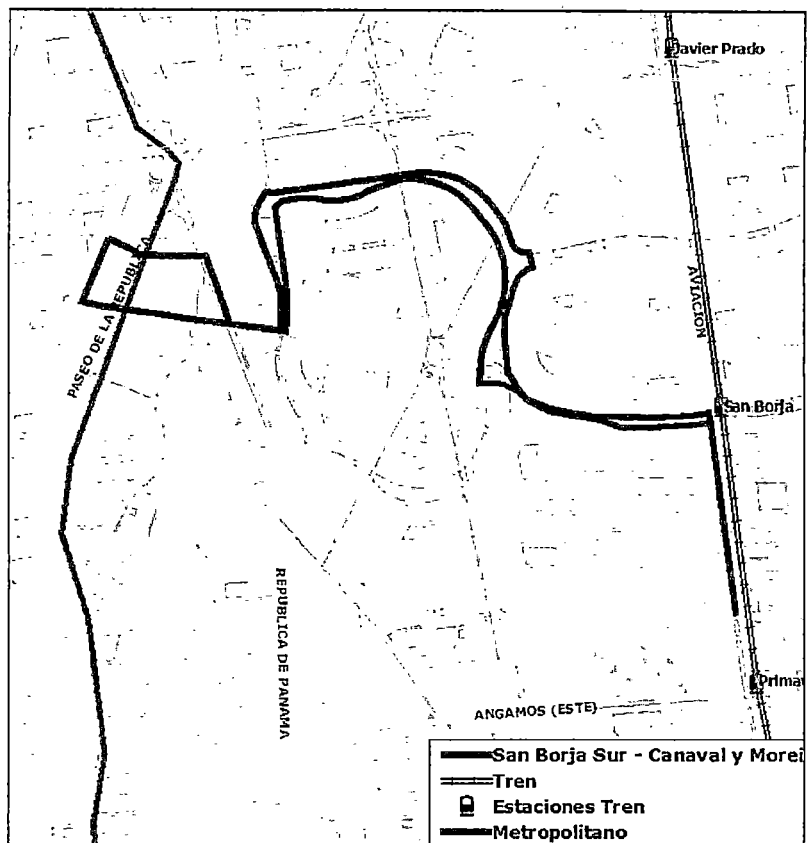 Javier Prado
PASEO DE LA REPUBLICA
AVIACION
San Borja
REPUBLICA DE PANAMA
Prima
ANGAMOS (ESTE)
San Borja Sur - Canaval y Morei
Tren
Estaciones Tren
Metropolitano